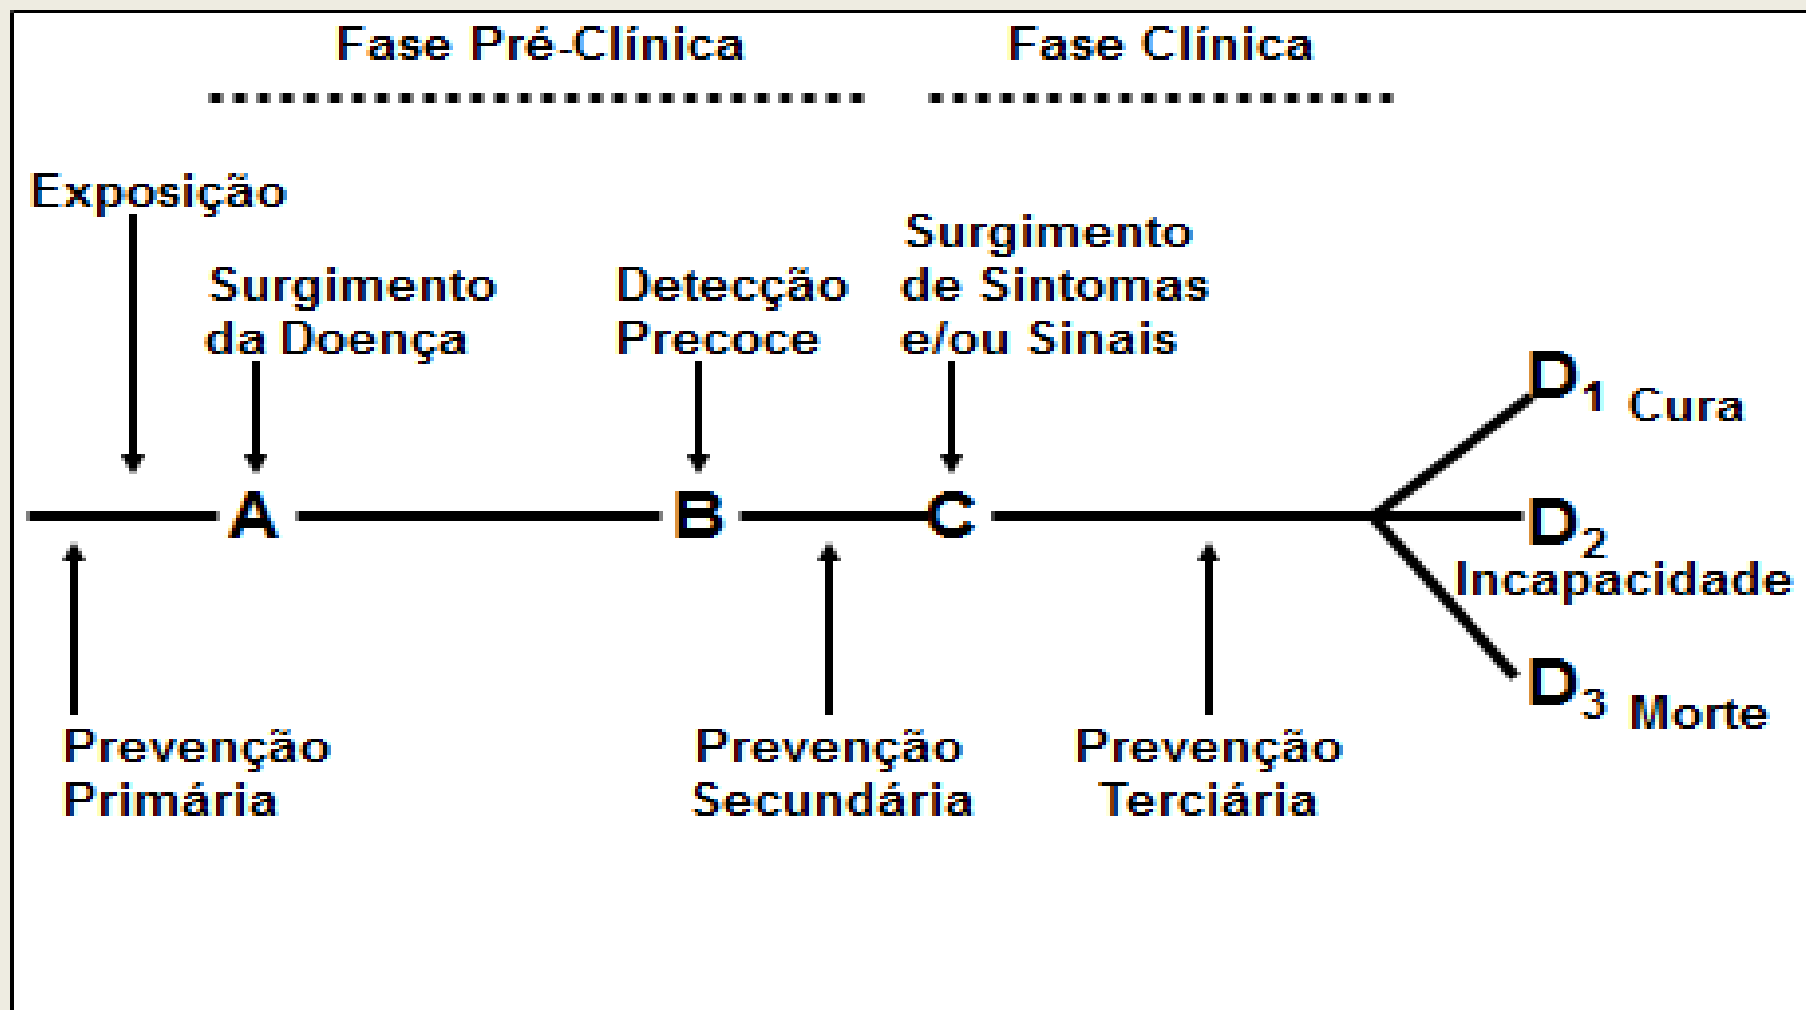 Fase Pré-Clínica
Fase Clínica
Exposição
Surgimento
da Doença
Detecção
Precoce
Surgimento
de Sintomas
e/ou Sinais
A
B
C
D1 Cura
D2
Incapacidade
D3 Morte
Prevenção
Primária
Prevenção
Secundária
Prevenção
Terciária